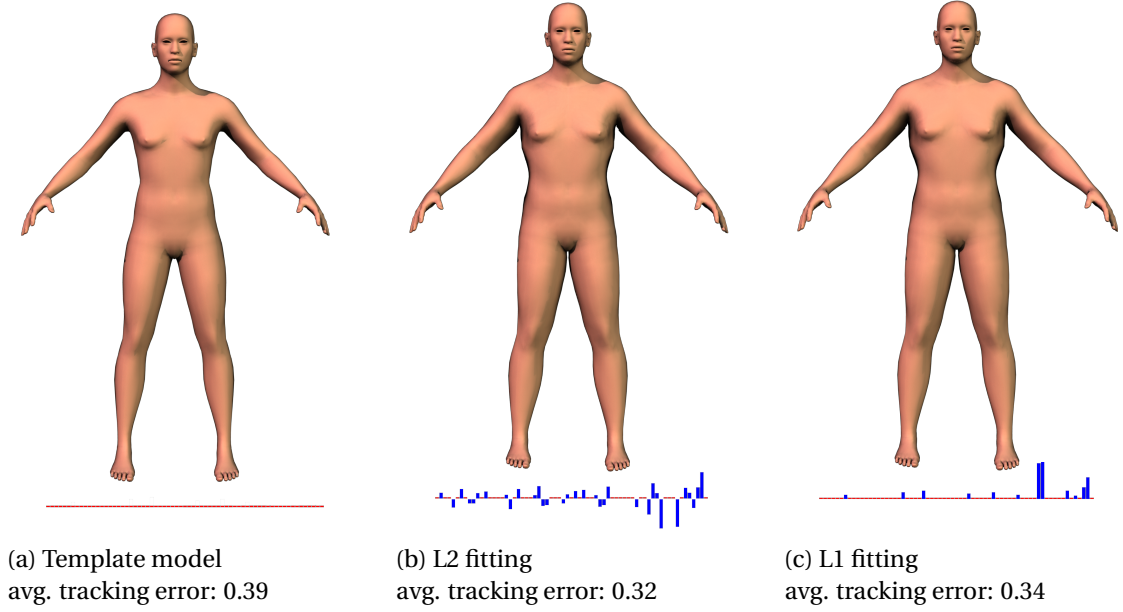 (a) Template model
avg. tracking error: 0.39
(b) L2 fitting
avg. tracking error: 0.32
(c) L1 fitting
avg. tracking error: 0.34